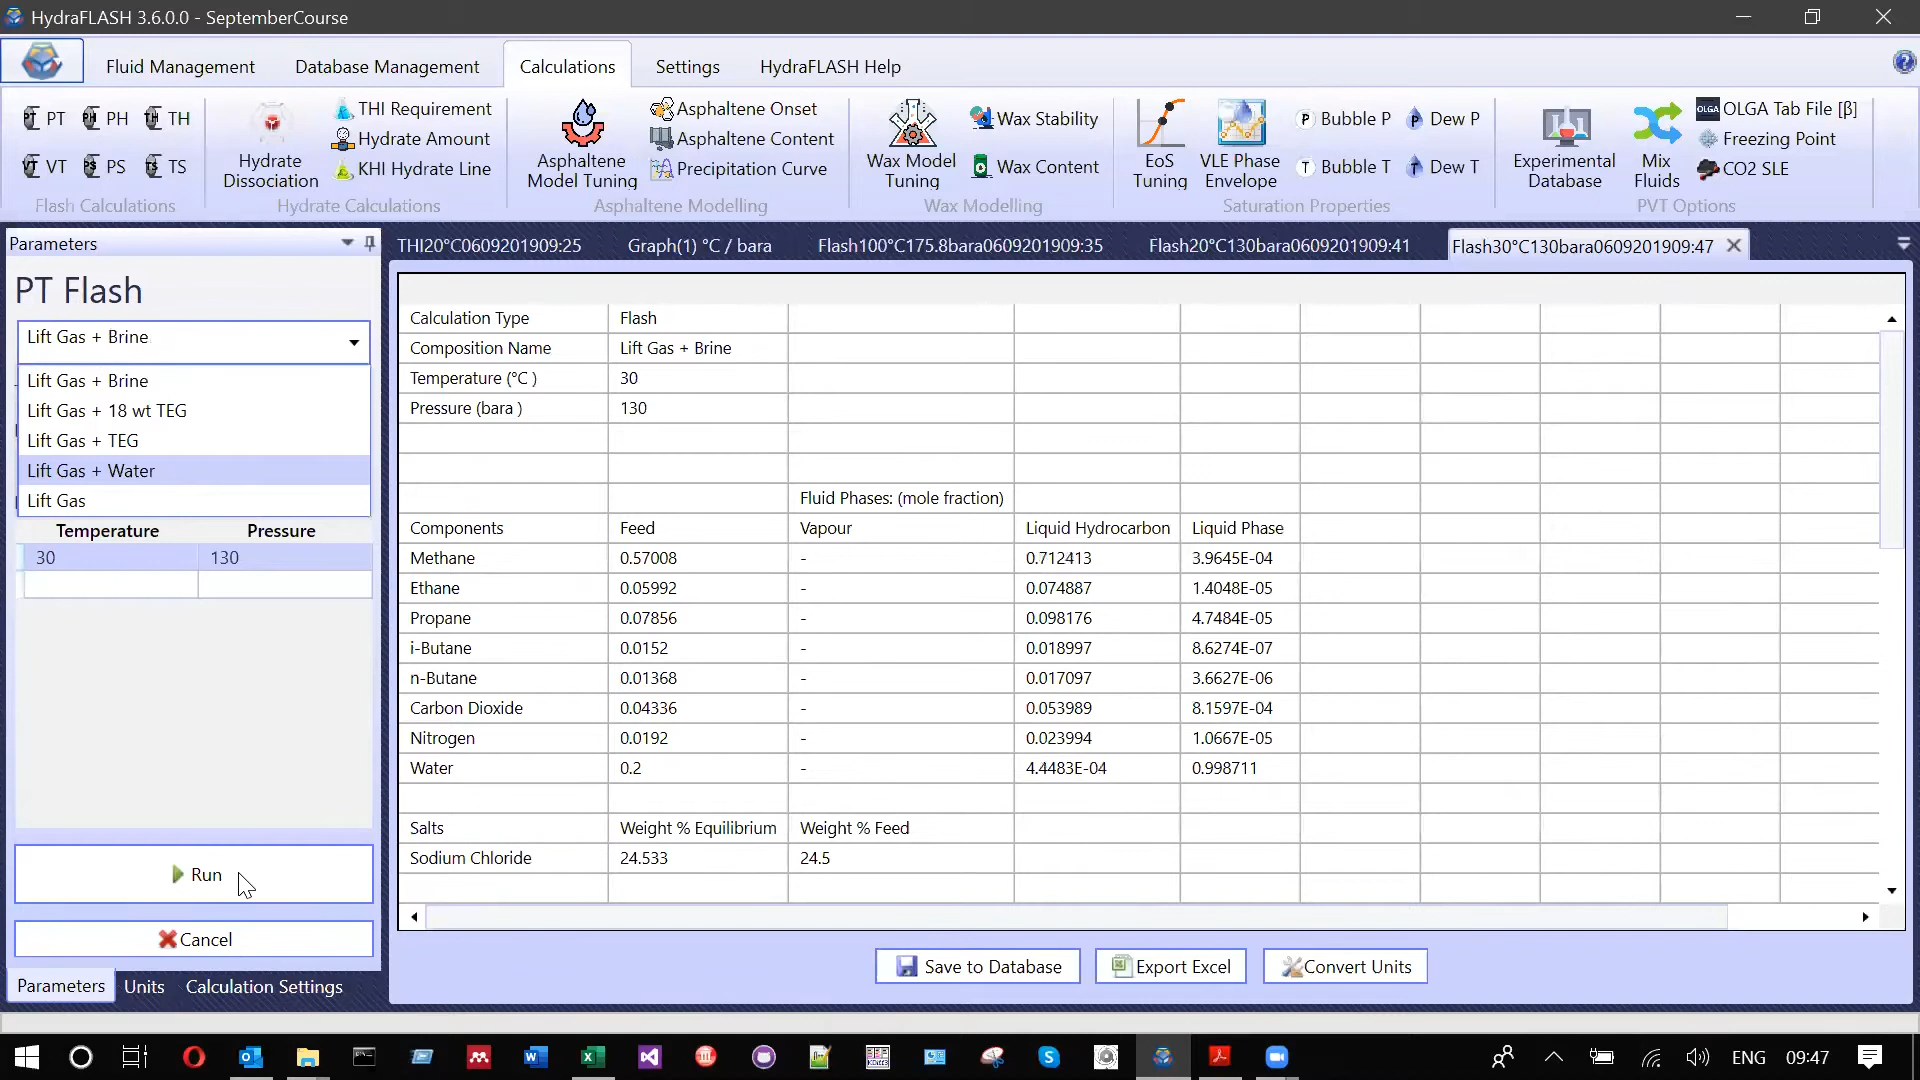 HydraFLASH 3.6.0.0 - SeptemberCourse
Fluid Management Database Management Calculations Settings HydraFLASH Help
PT PH TH
VT PS TS
Flash Calculations
Hydrate Dissociation
THI Requirement
Hydrate Amount
KHI Hydrate Line
Hydrate Calculations
Asphaltene
Model Tuning
Asphaltene Onset
Asphaltene Content
Precipitation Curve
Asphaltene Modelling
Wax Model
Tuning
Wax Stability
Wax Content
Wax Modelling
EoS
Tuning
VLE Phase
Envelope
Bubble P Dew P
Bubble T Dew T
Saturation Properties
Experimental
Database
Mix
Fluids
OLGA Tab File [β]
Freezing Point
CO2 SLE
PVT Options
Parameters
THI20°C0609201909:25 Graph(1) °C / bara Flash100°C175.8bara0609201909:35 Flash20°C130bara0609201909:41 Flash30°C130bara0609201909:47
PT Flash
Lift Gas + Brine
Lift Gas + Brine
Lift Gas + 18 wt TEG
Lift Gas + TEG
Lift Gas + Water
Lift Gas
Temperature Pressure
30 130
Run
Cancel
Parameters Units Calculation Settings
Calculation Type Flash
Composition Name Lift Gas + Brine
Temperature (°C ) 30
Pressure (bara ) 130
Fluid Phases: (mole fraction)
Components Feed Vapour Liquid Hydrocarbon Liquid Phase
Methane 0.57008 - 0.712413 3.9645E-04
Ethane 0.05992 - 0.074887 1.4048E-05
Propane 0.07856 - 0.098176 4.7484E-05
i-Butane 0.0152 - 0.018997 8.6274E-07
n-Butane 0.01368 - 0.017097 3.6627E-06
Carbon Dioxide 0.04336 - 0.053989 8.1597E-04
Nitrogen 0.0192 - 0.023994 1.0667E-05
Water 0.2 - 4.4483E-04 0.998711
Salts Weight % Equilibrium Weight % Feed
Sodium Chloride 24.533 24.5
Save to Database Export Excel Convert Units
ENG 09:47